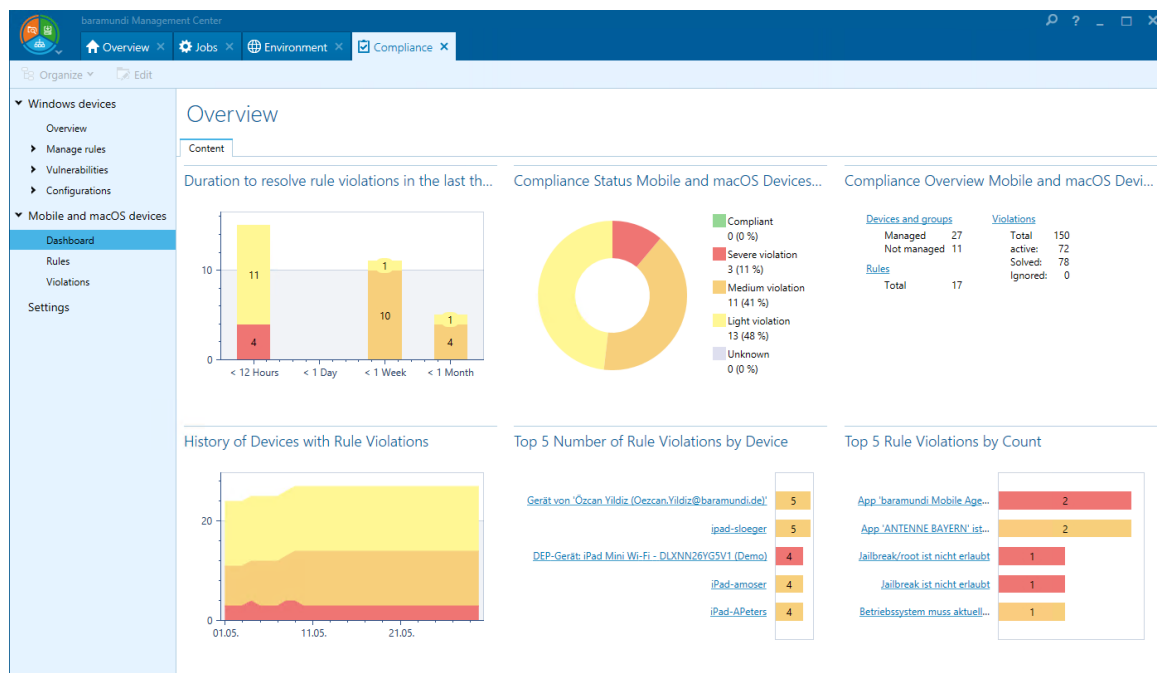 baramundi Management Center
Overview
Jobs
Environment
Compliance
Organize
Edit
Windows devices
Overview
Manage rules
Vulnerabilities
Configurations
Mobile and macOS devices
Dashboard
Rules
Violations
Settings
Overview
Content
Duration to resolve rule violations in the last th...
10
0
11
4
1
10
1
4
< 12 Hours
< 1 Day
< 1 Week
< 1 Month
Compliance Status Mobile and macOS Devices...
Compliant
0 (0 %)
Severe violation
3 (11 %)
Medium violation
11 (41 %)
Light violation
13 (48 %)
Unknown
0 (0 %)
Compliance Overview Mobile and macOS Devi...
Devices and groups
Managed 27
Not managed 11
Rules
Total 17
Violations
Total 150
active: 72
Solved: 78
Ignored: 0
History of Devices with Rule Violations
20
0
01.05.
11.05.
21.05.
Top 5 Number of Rule Violations by Device
Gerät von 'Özcan Yildiz (Oezcan.Yildiz@baramundi.de)' 5
ipad-sloeger 5
DEP-Gerät: iPad Mini Wi-Fi - DLXNN26YG5V1 (Demo) 4
iPad-amoser 4
iPad-APeters 4
Top 5 Rule Violations by Count
App 'baramundi Mobile Age... 2
App 'ANTENNE BAYERN' ist... 2
Jailbreak/root ist nicht erlaubt 1
Jailbreak ist nicht erlaubt 1
Betriebssystem muss aktuell... 1